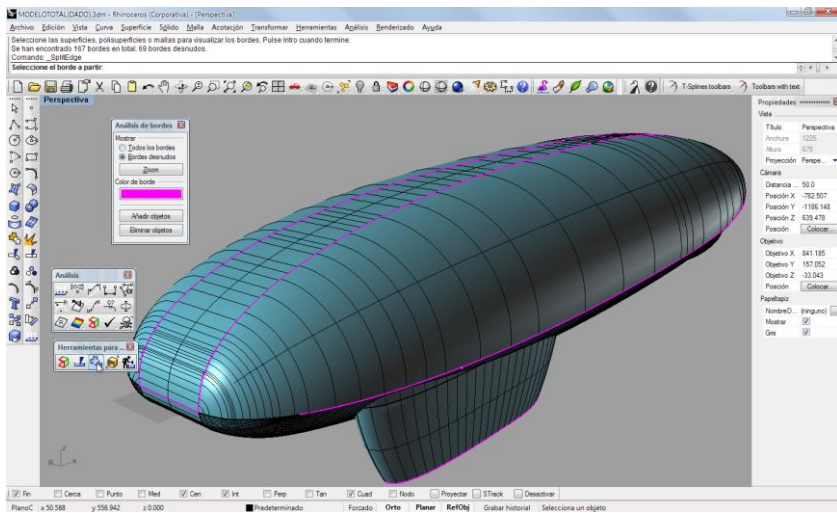 MODELOTOTAL(DADO).3dm - Rhinoceros (Corporativa) - [Perspectiva]
Archivo Edición Vista Curva Superficie Sólido Malla Acotación Transformar Herramientas Análisis Renderizado Ayuda
Seleccione las superficies, polisuperficies o mallas para visualizar los bordes. Pulse Intro cuando termine:
Se han encontrado 167 bordes en total; 69 bordes desnudos.
Comando: _SplitEdge
Seleccione el borde a partir:
T-Splines toolbars
Toolbars with text
Perspectiva
Análisis de bordes
Mostrar
Todos los bordes
Bordes desnudos
Zoom
Color de borde
Añadir objetos
Eliminar objetos
Análisis
Herramientas para ...
Propiedades
Vista
Título Perspectiva
Anchura 1225
Altura 675
Proyección Perspe...
Cámara
Distancia ... 50.0
Posición X -782.507
Posición Y -1186.148
Posición Z 639.478
Posición Colocar...
Objetivo
Objetivo X 841.185
Objetivo Y 157.052
Objetivo Z -33.043
Posición Colocar...
Papeltapiz
NombreD... (ninguno) ...
Mostrar
Gris
z
y
x
Fin Cerca Punto Med Cen Int Perp Tan Cuad Nodo Proyectar STrack Desactivar
PlanoC x 50.588 y 556.942 z 0.000 Predeterminado Forzado Orto Planar RefObj Grabar historial Selecciona un objeto